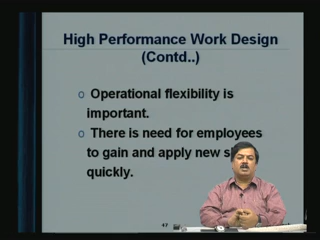 High Performance Work Design
(Contd..)
o Operational flexibility is
important.
o There is need for employees
to gain and apply new
quickly.
47